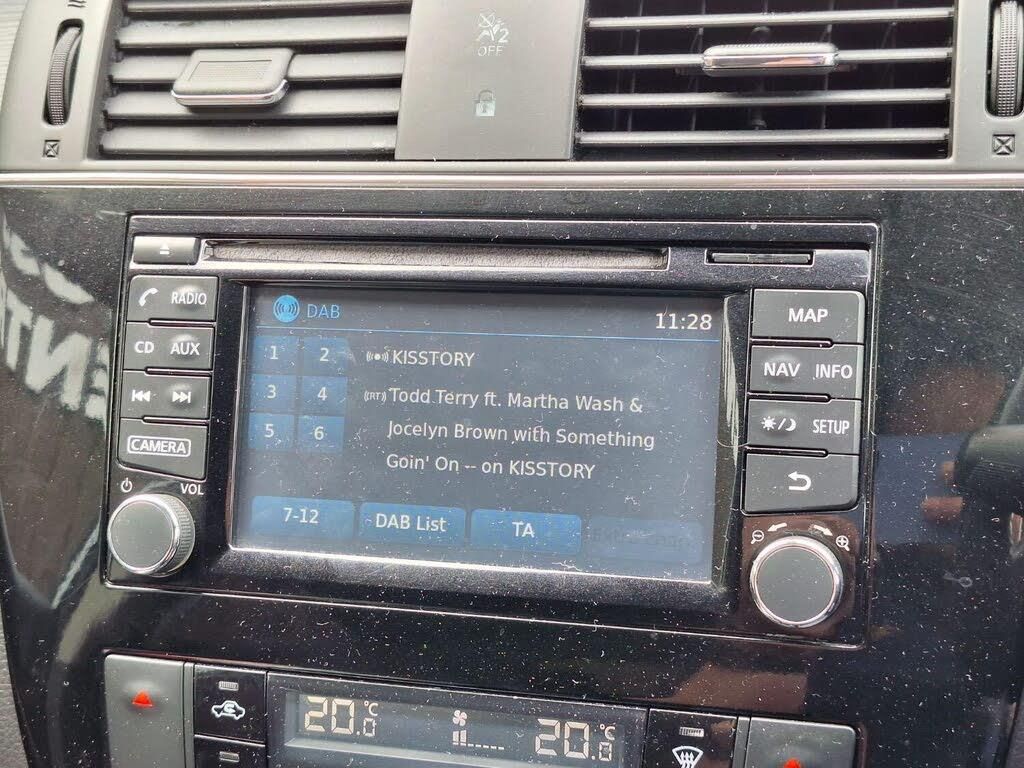 2
OFF
RADIO
CD AUX
CAMERA
VOL
DAB
11:28
1 2
3 4
5 6
KISSTORY
(RT) Todd Terry ft. Martha Wash &
Jocelyn Brown with Something
Goin' On -- on KISSTORY
7-12
DAB List
TA
MAP
NAV INFO
SETUP
20.0°C
20.0°C